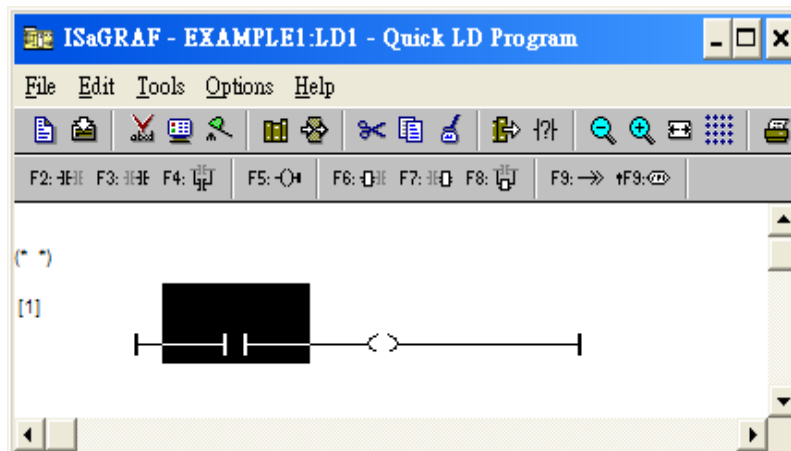 ISaGRAF - EXAMPLE1:LD1 - Quick LD Program
File Edit Tools Options Help
F2: F3: F4: F5: F6: F7: F8: F9: F9:
(* *)
[1]